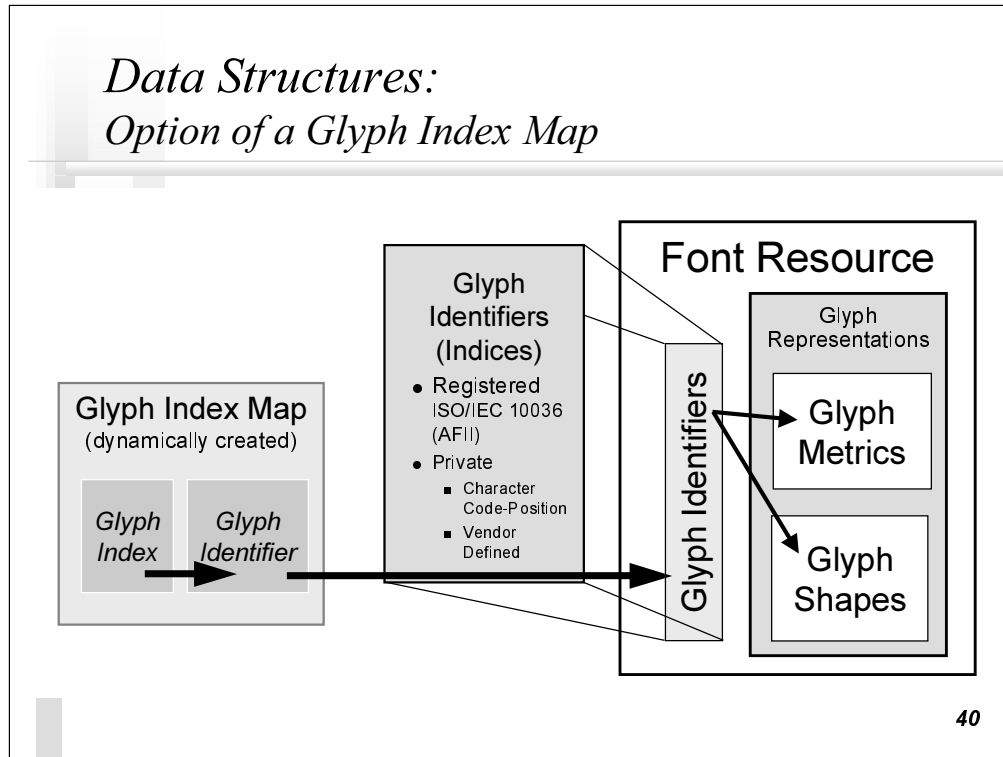 Data Structures:
Option of a Glyph Index Map
Glyph Index Map
(dynamically created)
Glyph
Index
Glyph
Identifier
Glyph
Identifiers
(Indices)
● Registered
ISO/IEC 10036
(AFII)
● Private
■ Character
Code-Position
■ Vendor
Defined
Font Resource
Glyph Identifiers
Glyph
Representations
Glyph
Metrics
Glyph
Shapes
40